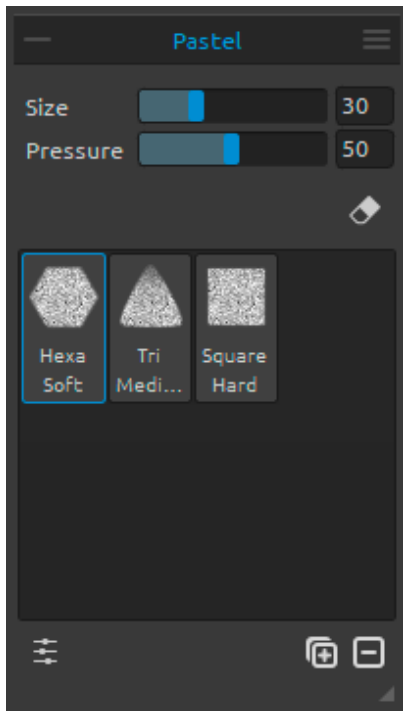 Pastel
Size 30
Pressure 50
Hexa Soft
Tri Medi...
Square Hard